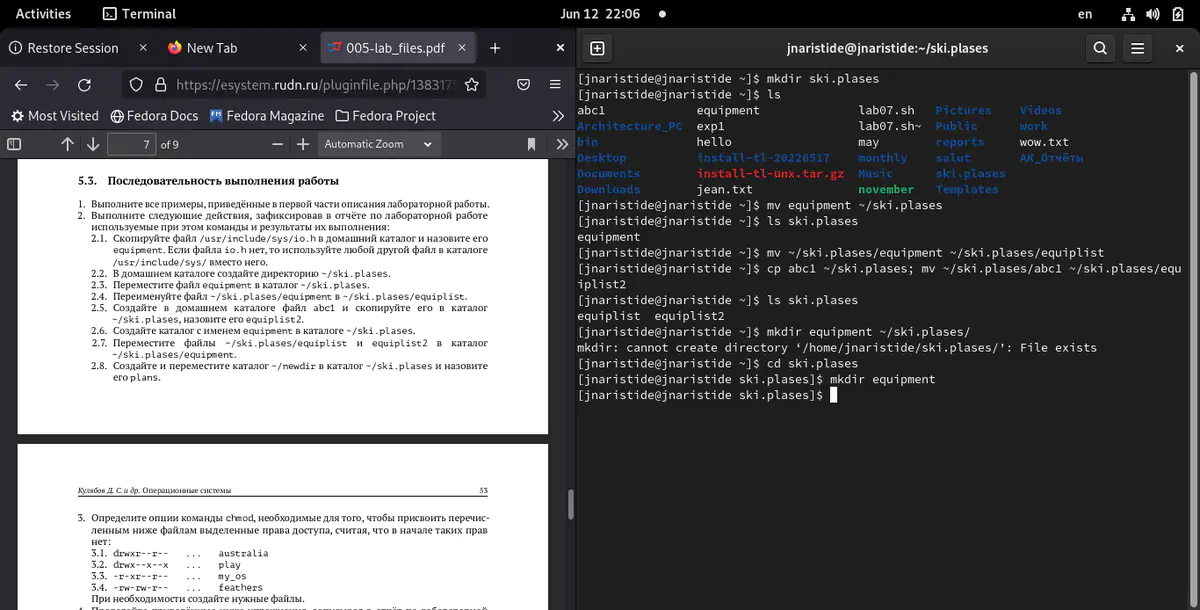 Activities Terminal Jun 12 22:06 en
Restore Session New Tab 005-lab_files.pdf
https://esystem.rudn.ru/pluginfile.php/138317
Most Visited Fedora Docs Fedora Magazine Fedora Project
7 of 9 Automatic Zoom
5.3. Последовательность выполнения работы
1. Выполните все примеры, приведённые в первой части описания лабораторной работы.
2. Выполните следующие действия, зафиксировав в отчёте по лабораторной работе
используемые при этом команды и результаты их выполнения:
2.1. Скопируйте файл /usr/include/sys/io.h в домашний каталог и назовите его
equipment. Если файла io.h нет, то используйте любой другой файл в каталоге
/usr/include/sys/ вместо него.
2.2. В домашнем каталоге создайте директорию ~/ski.plases.
2.3. Переместите файл equipment в каталог ~/ski.plases.
2.4. Переименуйте файл ~/ski.plases/equipment в ~/ski.plases/equiplist.
2.5. Создайте в домашнем каталоге файл abc1 и скопируйте его в каталог
~/ski.plases, назовите его equiplist2.
2.6. Создайте каталог с именем equipment в каталоге ~/ski.plases.
2.7. Переместите файлы ~/ski.plases/equiplist и equiplist2 в каталог
~/ski.plases/equipment.
2.8. Создайте и переместите каталог ~/newdir в каталог ~/ski.plases и назовите
его plans.
Кулябов Д. С. и др. Операционные системы 53
3. Определите опции команды chmod, необходимые для того, чтобы присвоить перечис-
ленным ниже файлам выделенные права доступа, считая, что в начале таких прав
нет:
3.1. drwxr--r-- ... australia
3.2. drwx--x--x ... play
3.3. -r-xr--r-- ... my_os
3.4. -rw-rw-r-- ... feathers
При необходимости создайте нужные файлы.
jnaristide@jnaristide:~/ski.plases
[jnaristide@jnaristide ~]$ mkdir ski.plases
[jnaristide@jnaristide ~]$ ls
abc1 equipment lab07.sh Pictures Videos
Architecture_PC exp1 lab07.sh~ Public work
bin hello may reports wow.txt
Desktop install-tl-20220517 monthly salut АК_Отчёты
Documents install-tl-unx.tar.gz Music ski.plases
Downloads jean.txt november Templates
[jnaristide@jnaristide ~]$ mv equipment ~/ski.plases
[jnaristide@jnaristide ~]$ ls ski.plases
equipment
[jnaristide@jnaristide ~]$ mv ~/ski.plases/equipment ~/ski.plases/equiplist
[jnaristide@jnaristide ~]$ cp abc1 ~/ski.plases; mv ~/ski.plases/abc1 ~/ski.plases/equ
iplist2
[jnaristide@jnaristide ~]$ ls ski.plases
equiplist equiplist2
[jnaristide@jnaristide ~]$ mkdir equipment ~/ski.plases/
mkdir: cannot create directory ‘/home/jnaristide/ski.plases/’: File exists
[jnaristide@jnaristide ~]$ cd ski.plases
[jnaristide@jnaristide ski.plases]$ mkdir equipment
[jnaristide@jnaristide ski.plases]$